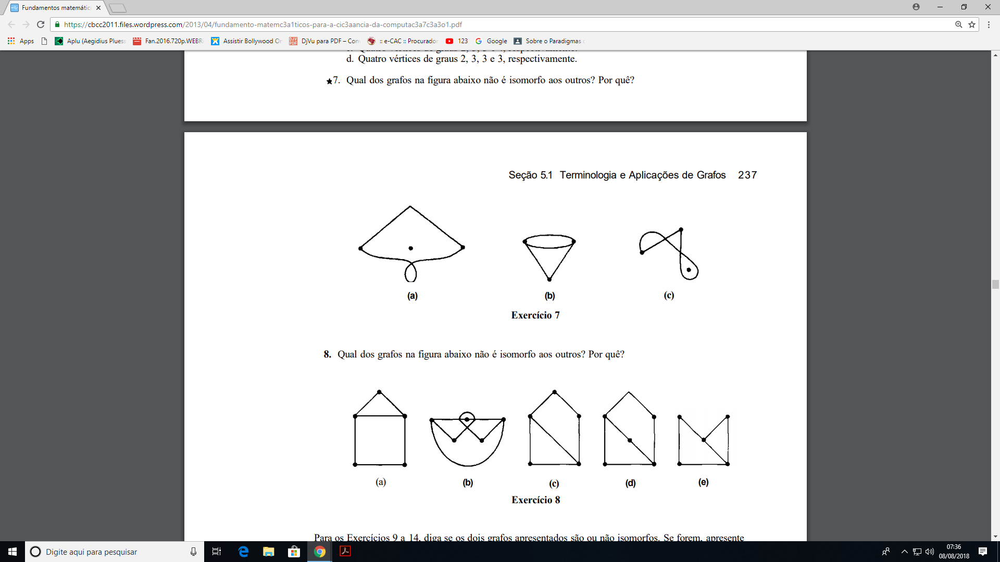 Fundamentos matemátic
https://cbcc2011.files.wordpress.com/2013/04/fundamento-matemc3a1ticos-para-a-cic3aancia-da-computac3a7c3a3o1.pdf
Apps Aplu (Aegidius Pluess Fan.2016.720p.WEBRi Assistir Bollywood On DjVu para PDF – Conv :: e-CAC :: Procurador 123 Google Sobre o Paradigmas
d. Quatro vértices de graus 2, 3, 3 e 3, respectivamente.
★7. Qual dos grafos na figura abaixo não é isomorfo aos outros? Por quê?
Seção 5.1 Terminologia e Aplicações de Grafos 237
(a) (b) (c)
Exercício 7
8. Qual dos grafos na figura abaixo não é isomorfo aos outros? Por quê?
(a) (b) (c) (d) (e)
Exercício 8
Para os Exercícios 9 a 14, diga se os dois grafos apresentados são ou não isomorfos. Se forem, apresente
Digite aqui para pesquisar
07:36
08/08/2018